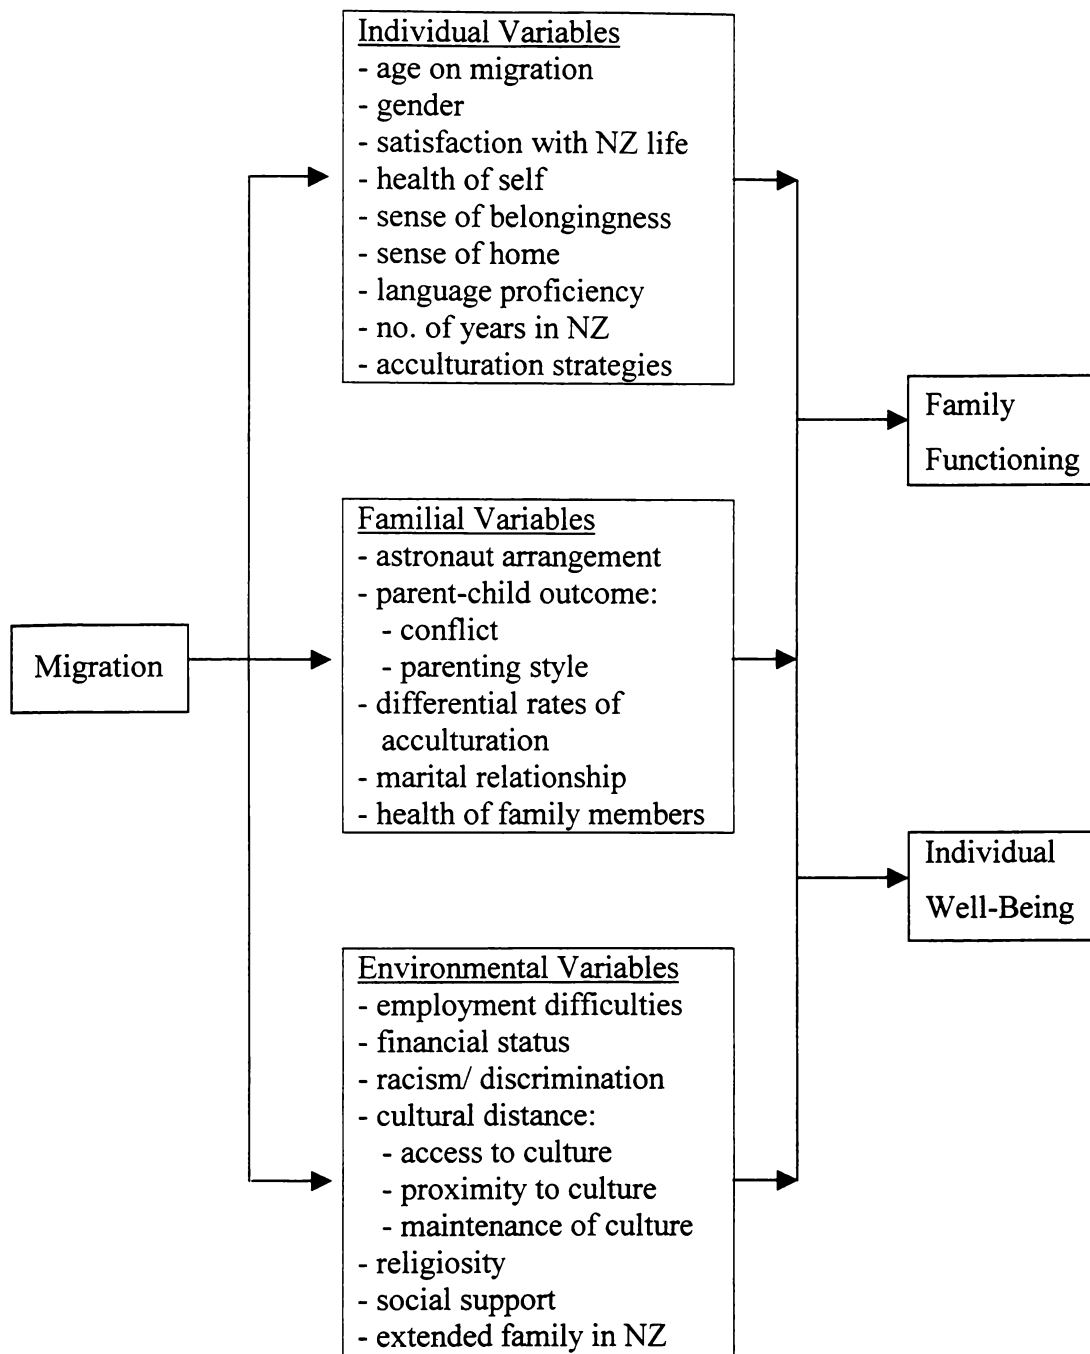 Individual Variables
- age on migration
- gender
- satisfaction with NZ life
- health of self
- sense of belongingness
- sense of home
- language proficiency
- no. of years in NZ
- acculturation strategies
Family
Functioning
Familial Variables
- astronaut arrangement
- parent-child outcome:
- conflict
- parenting style
- differential rates of
acculturation
- marital relationship
- health of family members
Migration
Individual
Well-Being
Environmental Variables
- employment difficulties
- financial status
- racism/ discrimination
- cultural distance:
- access to culture
- proximity to culture
- maintenance of culture
- religiosity
- social support
- extended family in NZ